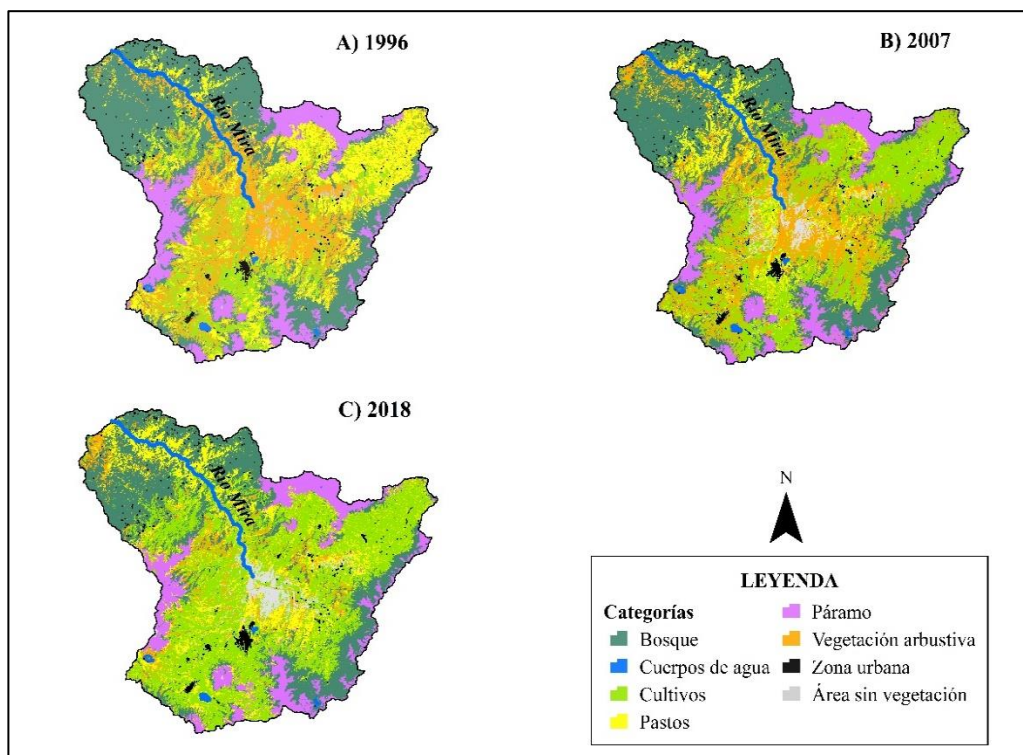 A) 1996
Río Mira
B) 2007
Río Mira
C) 2018
Río Mira
N
LEYENDA
Categorías
Bosque
Cuerpos de agua
Cultivos
Pastos
Páramo
Vegetación arbustiva
Zona urbana
Área sin vegetación